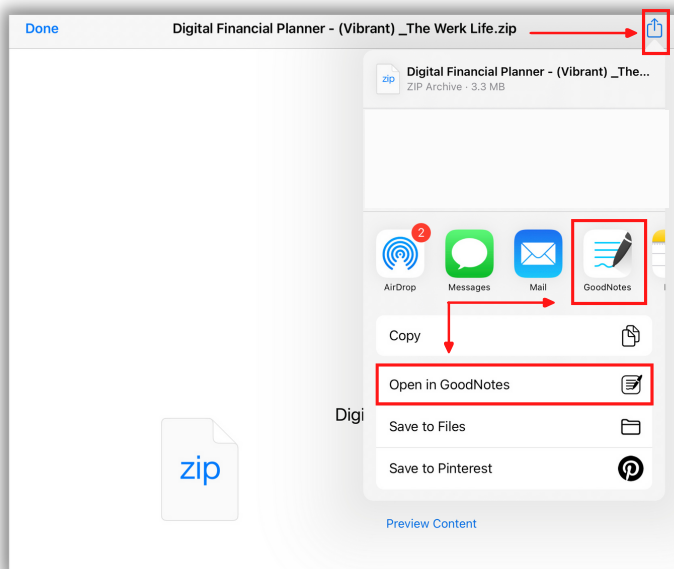 Done
Digital Financial Planner - (Vibrant) _The Werk Life.zip
zip
Digital Financial Planner - (Vibrant) _The...
ZIP Archive · 3.3 MB
2
AirDrop
Messages
Mail
GoodNotes
Copy
Open in GoodNotes
Digi
Save to Files
zip
Save to Pinterest
Preview Content